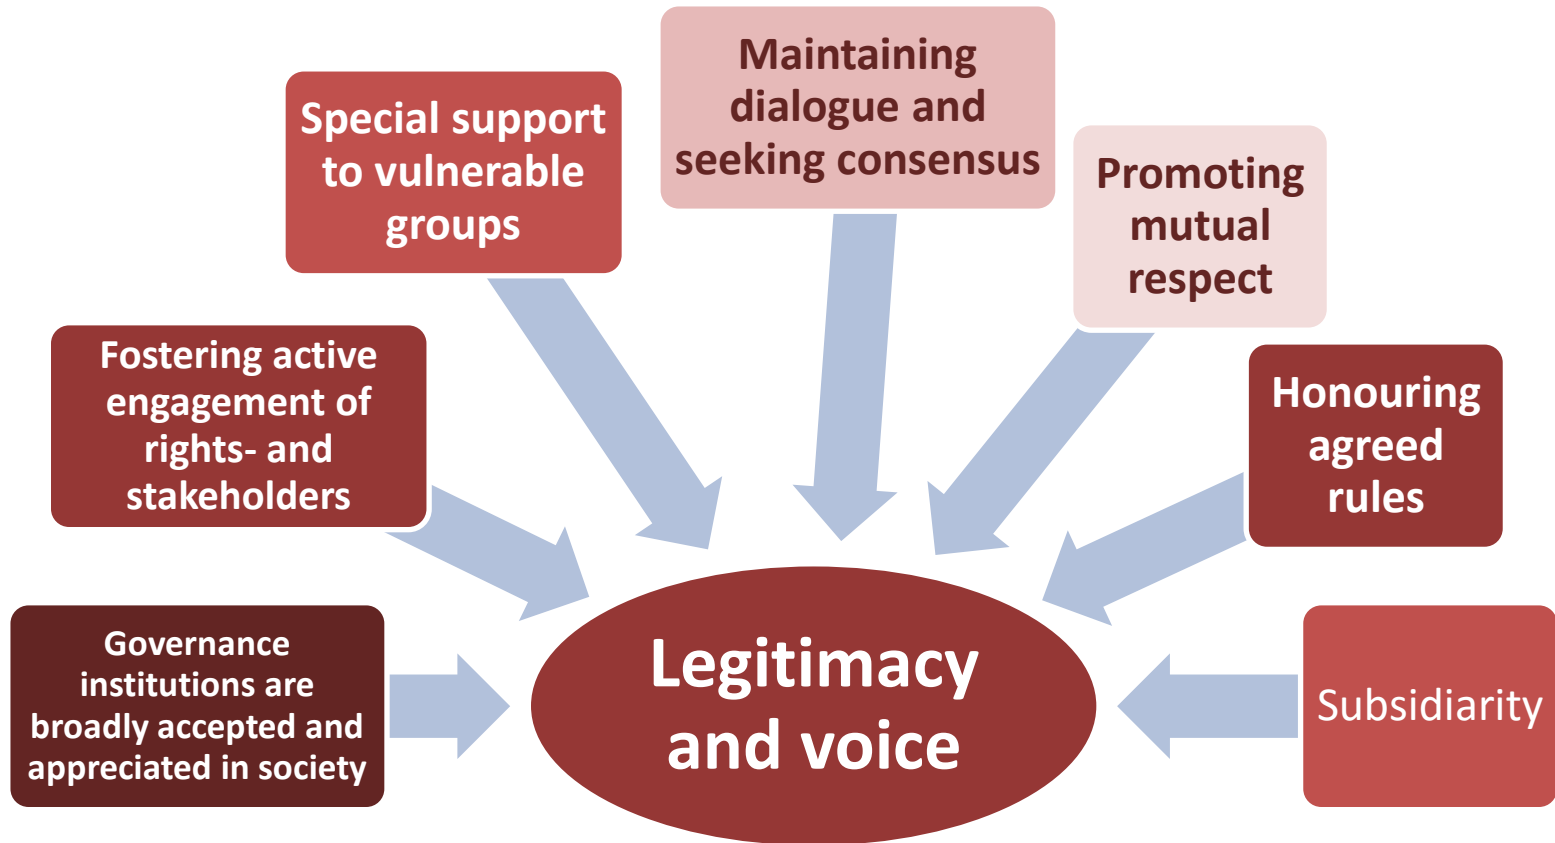 Maintaining
dialogue and
seeking consensus
Special support
to vulnerable
groups
Promoting
mutual
respect
Fostering active
engagement of
rights- and
stakeholders
Honouring
agreed
rules
Governance
institutions are
broadly accepted and
appreciated in society
Legitimacy
and voice
Subsidiarity